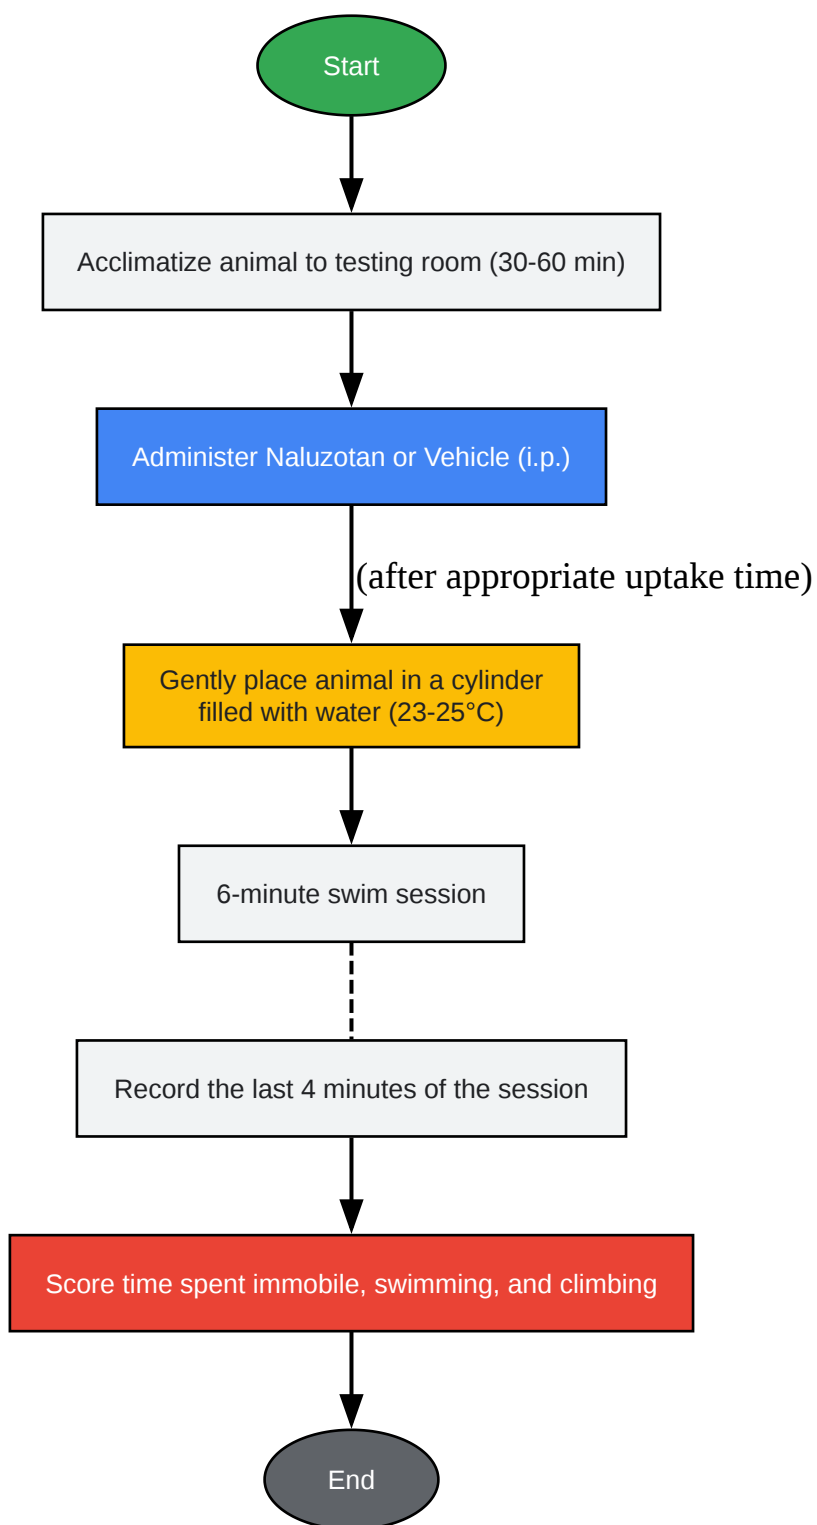 Start
Acclimatize animal to testing room (30-60 min)
Administer Naluzotan or Vehicle (i.p.)
(after appropriate uptake time)
Gently place animal in a cylinder
filled with water (23-25°C)
6-minute swim session
Record the last 4 minutes of the session
Score time spent immobile, swimming, and climbing
End